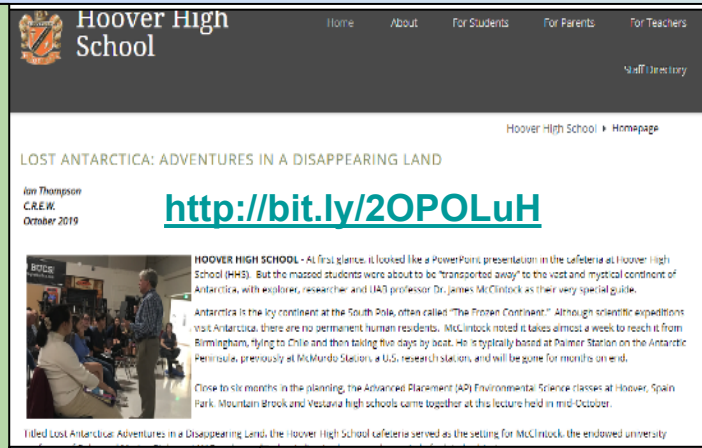 Hoover High
School
Home About For Students For Parents For Teachers
Staff Directory
Hoover High School Homepage
LOST ANTARCTICA: ADVENTURES IN A DISAPPEARING LAND
Ian Thompson
C.R.E.W.
October 2019
http://bit.ly/2OPOLuH
HOOVER HIGH SCHOOL - At first glance, it looked like a PowerPoint presentation in the cafeteria at Hoover High
School (HHS). But the massed students were about to be "transported away" to the vast and mystical continent of
Antarctica, with explorer, researcher and UAB professor Dr. James McClintock as their very special guide.
Antarctica is the icy continent at the South Pole, often called "The Frozen Continent." Although scientific expeditions
visit Antarctica, there are no permanent human residents. McClintock noted it takes almost a week to reach it from
Birmingham, flying to Chile and then taking five days by boat. He is typically based at Palmer Station on the Antarctic
Peninsula, previously at McMurdo Station, a U.S. research station, and will be gone for months on end.
Close to six months in the planning, the Advanced Placement (AP) Environmental Science classes at Hoover, Spain
Park, Mountain Brook and Vestavia high schools came together at this lecture held in mid-October.
Titled Lost Antarctica: Adventures in a Disappearing Land, the Hoover High School cafeteria served as the setting for McClintock, the endowed university